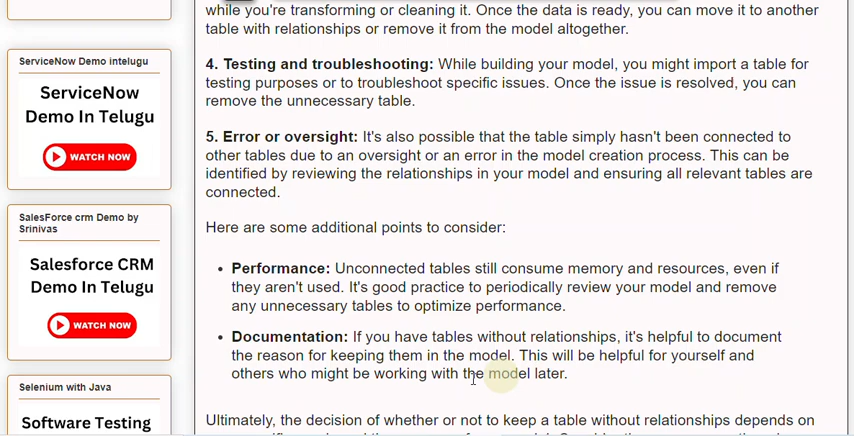 ServiceNow Demo intelugu
ServiceNow
Demo In Telugu
WATCH NOW
SalesForce crm Demo by
Srinivas
Salesforce CRM
Demo In Telugu
WATCH NOW
Selenium with Java
Software Testing
while you're transforming or cleaning it. Once the data is ready, you can move it to another
table with relationships or remove it from the model altogether.
4. Testing and troubleshooting: While building your model, you might import a table for
testing purposes or to troubleshoot specific issues. Once the issue is resolved, you can
remove the unnecessary table.
5. Error or oversight: It's also possible that the table simply hasn't been connected to
other tables due to an oversight or an error in the model creation process. This can be
identified by reviewing the relationships in your model and ensuring all relevant tables are
connected.
Here are some additional points to consider:
• Performance: Unconnected tables still consume memory and resources, even if
they aren't used. It's good practice to periodically review your model and remove
any unnecessary tables to optimize performance.
• Documentation: If you have tables without relationships, it's helpful to document
the reason for keeping them in the model. This will be helpful for yourself and
others who might be working with the model later.
Ultimately, the decision of whether or not to keep a table without relationships depends on